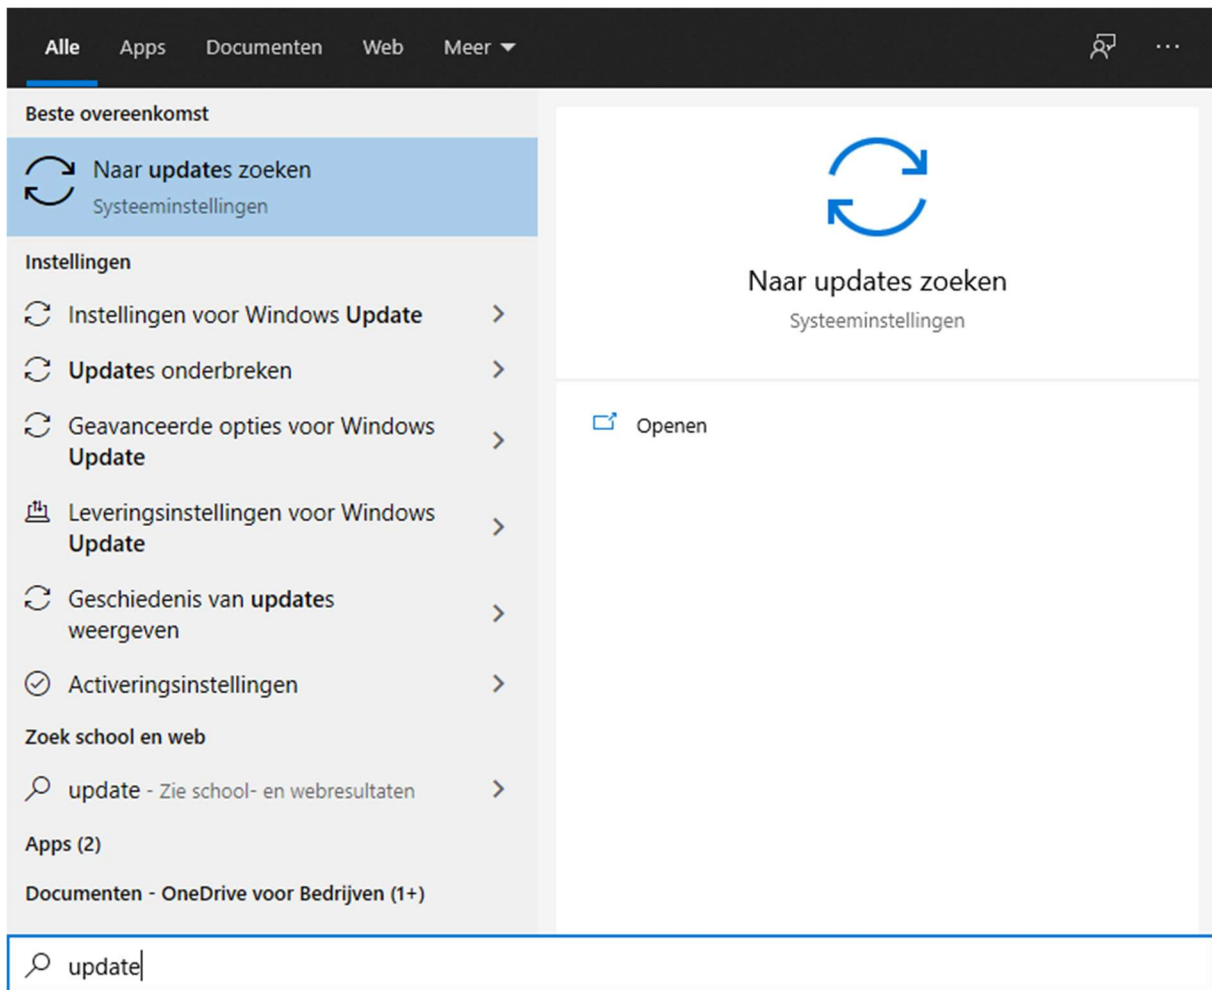 Alle Apps Documenten Web Meer
Beste overeenkomst
Naar updates zoeken
Systeeminstellingen
Instellingen
Instellingen voor Windows Update
Updates onderbreken
Geavanceerde opties voor Windows
Update
Leveringsinstellingen voor Windows
Update
Geschiedenis van updates
weergeven
Activeringsinstellingen
Zoek school en web
update - Zie school- en webresultaten
Apps (2)
Documenten - OneDrive voor Bedrijven (1+)
Naar updates zoeken
Systeeminstellingen
Openen
update